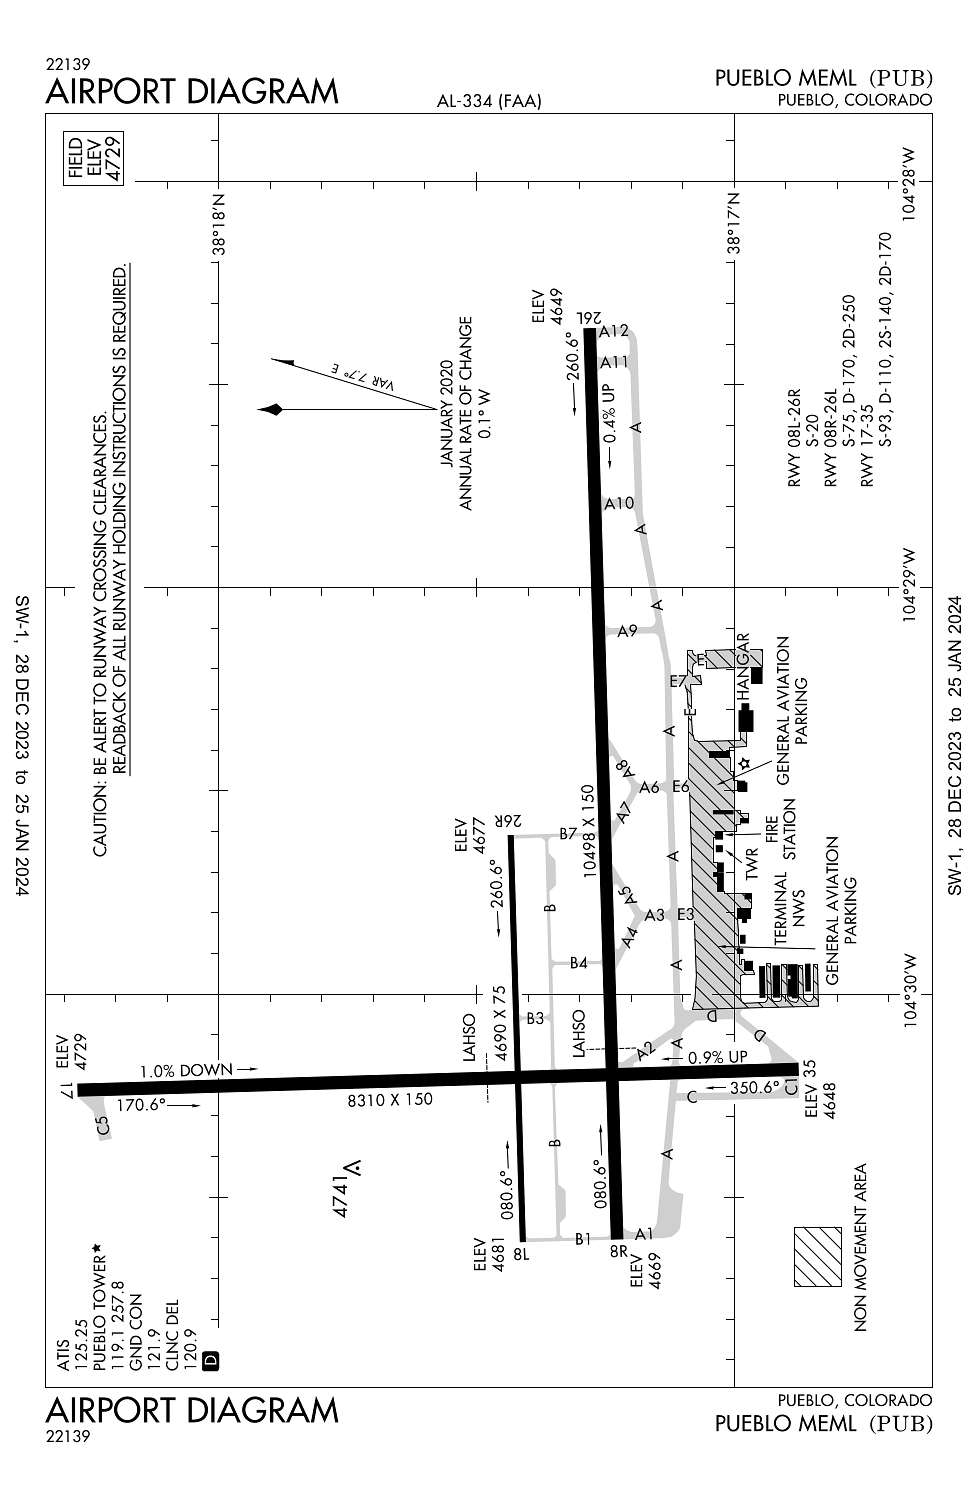 22139
AIRPORT DIAGRAM
AL-334 (FAA)
PUEBLO MEML (PUB)
PUEBLO, COLORADO
FIELD
ELEV
4729
CAUTION: BE ALERT TO RUNWAY CROSSING CLEARANCES.
READBACK OF ALL RUNWAY HOLDING INSTRUCTIONS IS REQUIRED.
38°18'N
38°17'N
104°28'W
104°29'W
104°30'W
VAR 7.7° E
JANUARY 2020
ANNUAL RATE OF CHANGE
0.1° W
ELEV
4649
26L
260.6°
0.4% UP
A12
A11
A
A10
A
A
A9
RWY 08L-26R
S-20
RWY 08R-26L
S-75, D-170, 2D-250
RWY 17-35
S-93, D-110, 2S-140, 2D-170
E
HANGAR
E7
E
A
GENERAL AVIATION
PARKING
A8
A6
E6
A7
10498 X 150
ELEV
4677
26R
260.6°
B7
B
A
FIRE
STATION
TWR
TERMINAL
NWS
GENERAL AVIATION
PARKING
A5
A3
E3
A4
B4
A
4690 X 75
B3
LAHSO
LAHSO
D
D
A2
A
0.9% UP
ELEV
4729
17
1.0% DOWN
170.6°
C5
8310 X 150
350.6°
C
C1
35
ELEV
4648
4741
B
A
080.6°
080.6°
ELEV
4681
8L
B1
8R
A1
ELEV
4669
NON MOVEMENT AREA
ATIS
125.25
PUEBLO TOWER★
119.1 257.8
GND CON
121.9
CLNC DEL
120.9
D
SW-1, 28 DEC 2023 to 25 JAN 2024
SW-1, 28 DEC 2023 to 25 JAN 2024
AIRPORT DIAGRAM
22139
PUEBLO, COLORADO
PUEBLO MEML (PUB)